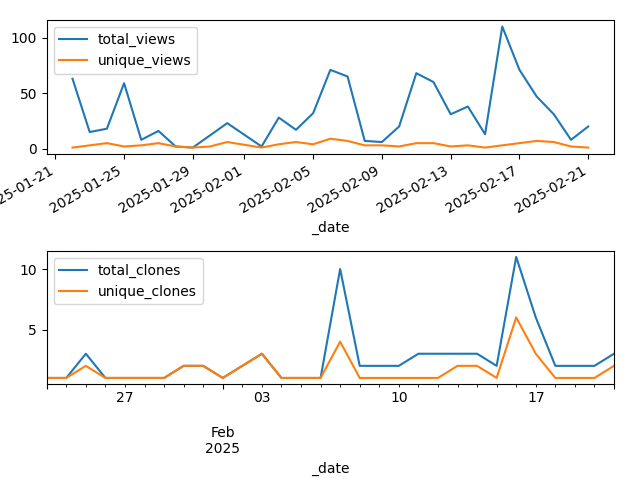 total_views
unique_views
100
50
0
25-01-21
2025-01-25
2025-01-29
2025-02-01
2025-02-05
2025-02-09
2025-02-13
2025-02-17
2025-02-21
_date
total_clones
unique_clones
10
5
27
03
10
17
Feb
2025
_date